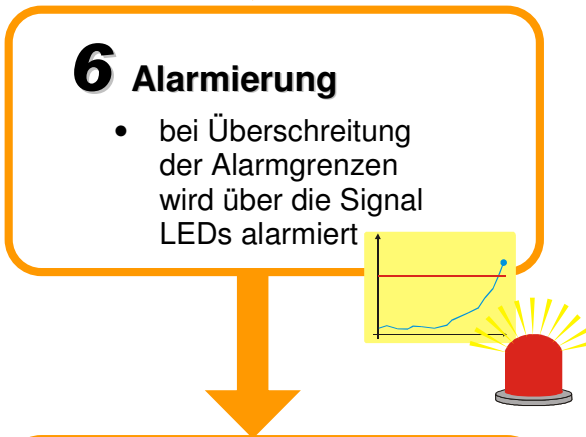 6 Alarmierung
• bei Überschreitung
der Alarmgrenzen
wird über die Signal
LEDs alarmiert